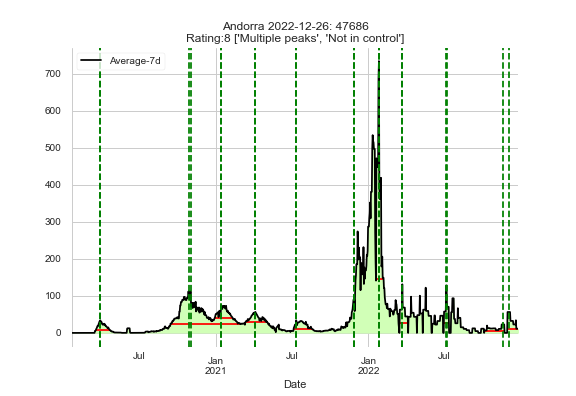 Andorra 2022-12-26: 47686
Rating:8 ['Multiple peaks', 'Not in control']
Average-7d
700
600
500
400
300
200
100
0
Jul
Jan
2021
Jul
Jan
2022
Jul
Date